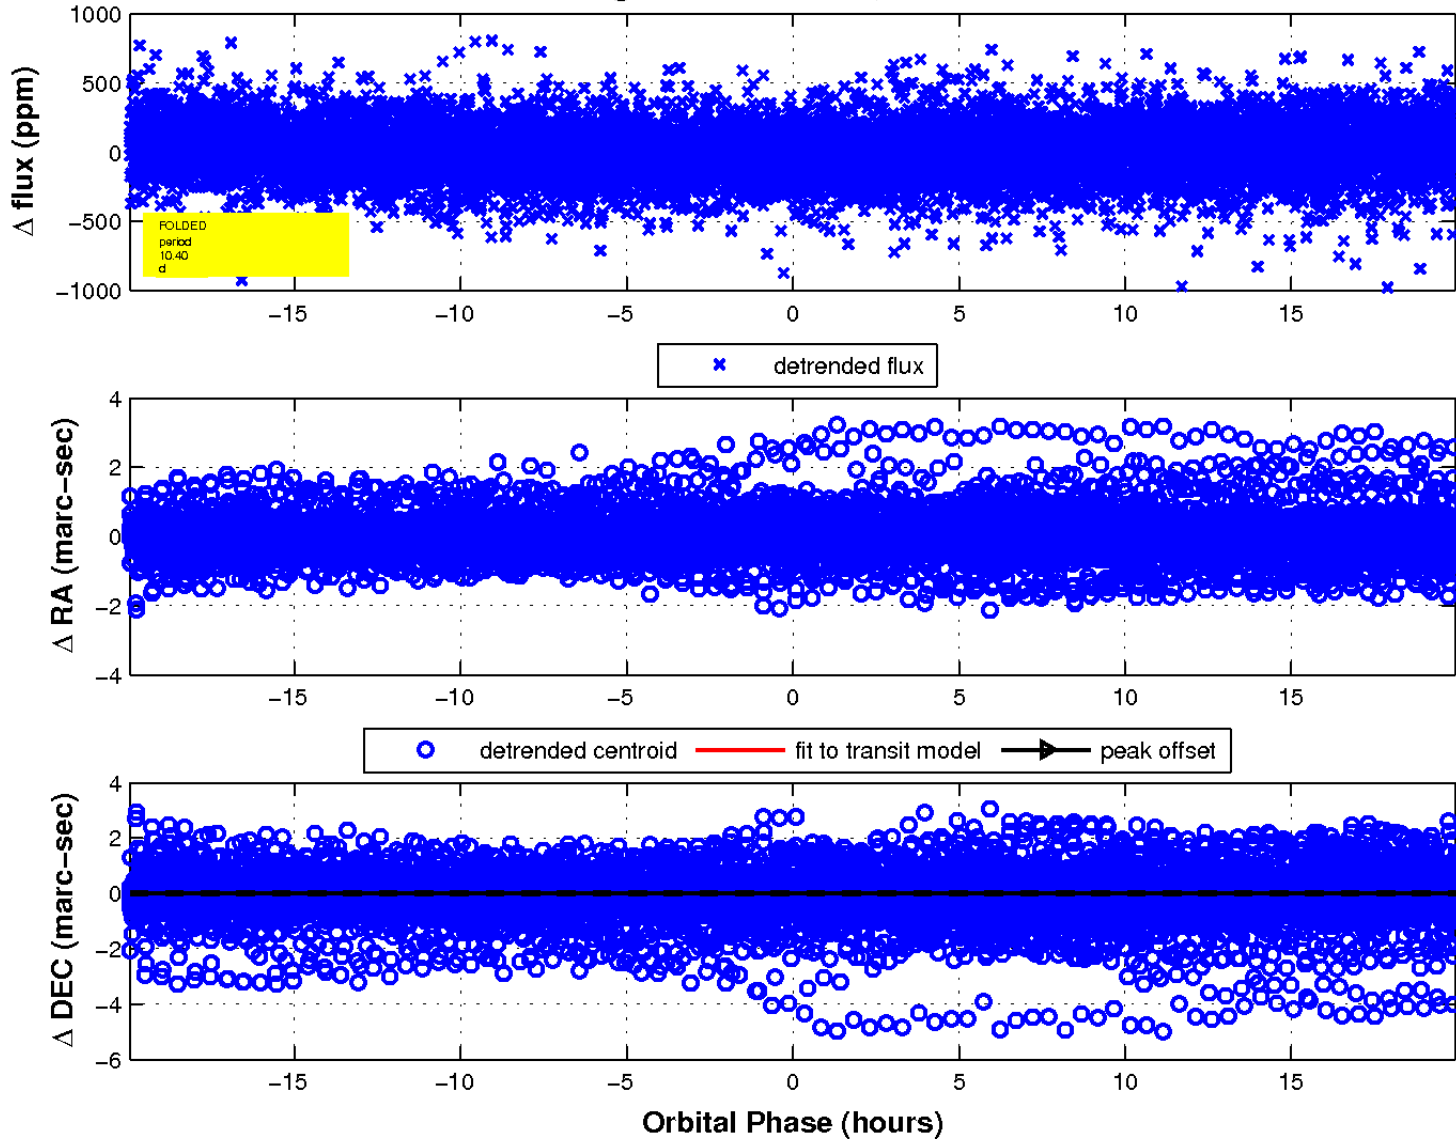 1000
500
0
−500
−1000
Δ flux (ppm)
FOLDED
period
10.40
d
−15 −10 −5 0 5 10 15
detrended flux
4
2
0
−2
−4
Δ RA (marc−sec)
−15 −10 −5 0 5 10 15
detrended centroid fit to transit model peak offset
4
2
0
−2
−4
−6
Δ DEC (marc−sec)
−15 −10 −5 0 5 10 15
Orbital Phase (hours)